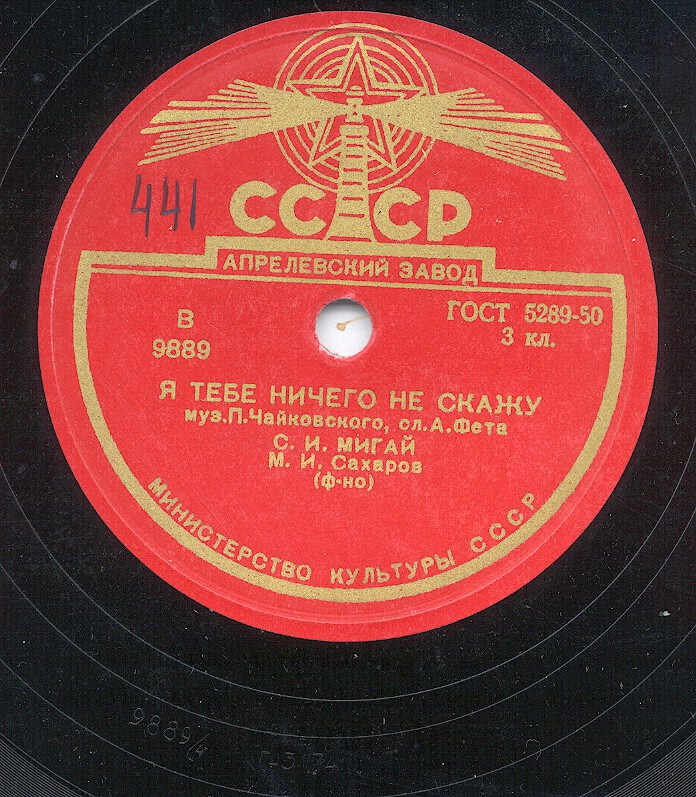 441
СССР
АПРЕЛЕВСКИЙ ЗАВОД
В
9889
ГОСТ 5289-50
3 кл.
Я ТЕБЕ НИЧЕГО НЕ СКАЖУ
муз.П.Чайковского, сл.А.Фета
С. И. МИГАЙ
М. И. Сахаров
(ф-но)
МИНИСТЕРСТВО КУЛЬТУРЫ СССР
9889/4
Г-3174